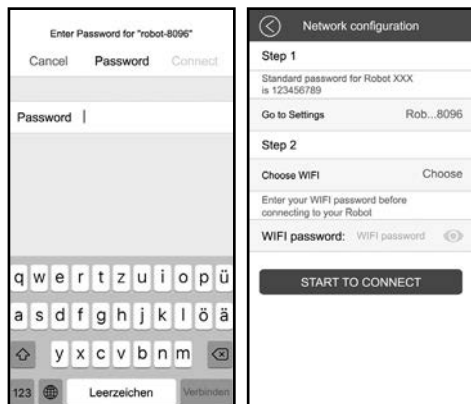 Enter Password for "robot-8096"
Cancel Password Connect
Password
q w e r t z u i o p ü
a s d f g h j k l ö ä
y x c v b n m
123 Leerzeichen Verbinden
Network configuration
Step 1
Standard password for Robot XXX
is 123456789
Go to Settings Rob...8096
Step 2
Choose WIFI Choose
Enter your WIFI password before
connecting to your Robot
WIFI password: WIFI password
START TO CONNECT